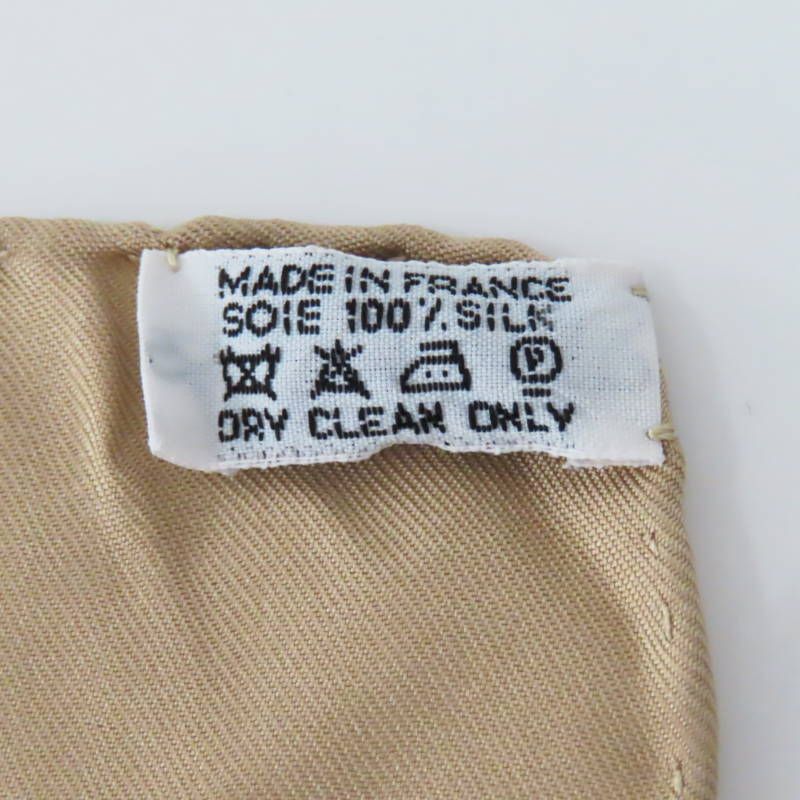 MADE IN FRANCE
SOIE 100% SILK
P
DRY CLEAN ONLY